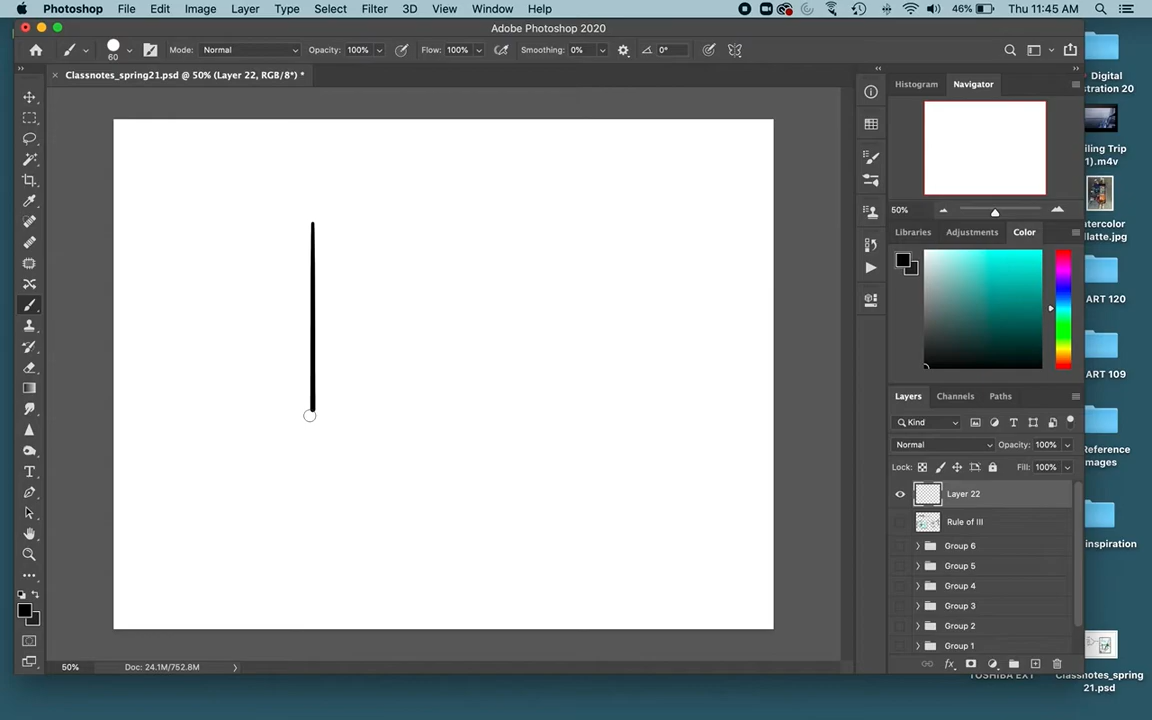 Photoshop File Edit Image Layer Type Select Filter 3D View Window Help 46% Thu 11:45 AM
Adobe Photoshop 2020
60 Mode: Normal Opacity: 100% Flow: 100% Smoothing: 0% 0°
Classnotes_spring21.psd @ 50% (Layer 22, RGB/8*) *
Histogram Navigator
50%
Libraries Adjustments Color
Layers Channels Paths
Kind
Normal Opacity: 100%
Lock: Fill: 100%
Layer 22
Rule of III
Group 6
Group 5
Group 4
Group 3
Group 2
Group 1
50% Doc: 24.1M/752.8M
Digital
stration 20
iling Trip
1).m4v
atercolor
llatte.jpg
ART 120
ART 109
Reference
mages
inspiration
TOSHIBA EXT
Classnotes_spring
21.psd